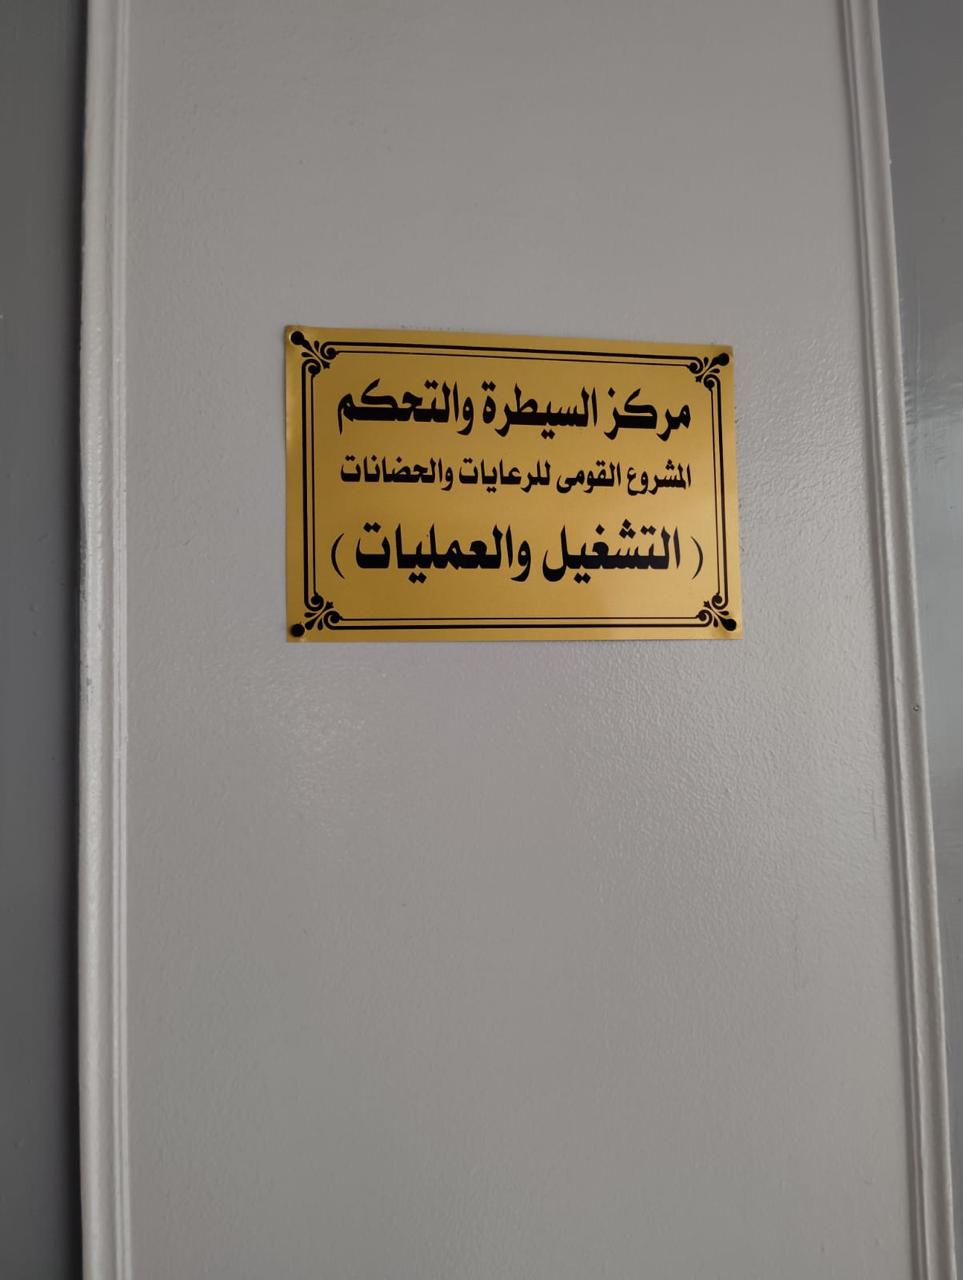 مركز السيطرة والتحكم
المشروع القومى للرعايات والحضانات
( التشغيل والعمليات )